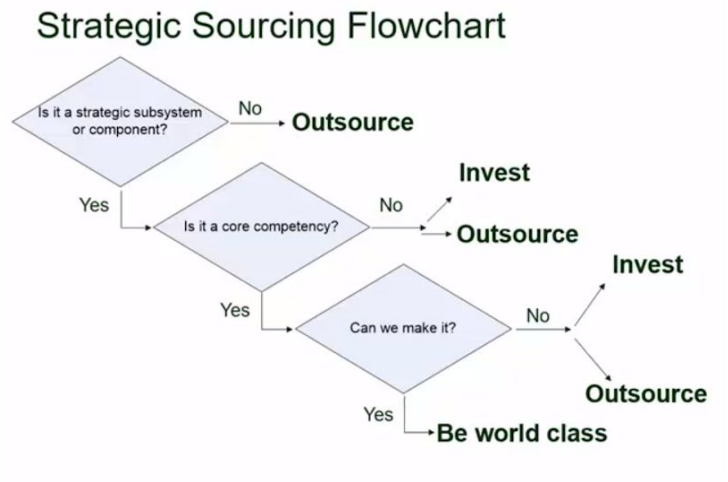 Strategic Sourcing Flowchart
Is it a strategic subsystem
or component?
No
Outsource
Yes
Is it a core competency?
No
Invest
Outsource
Yes
Can we make it?
No
Invest
Outsource
Yes
Be world class